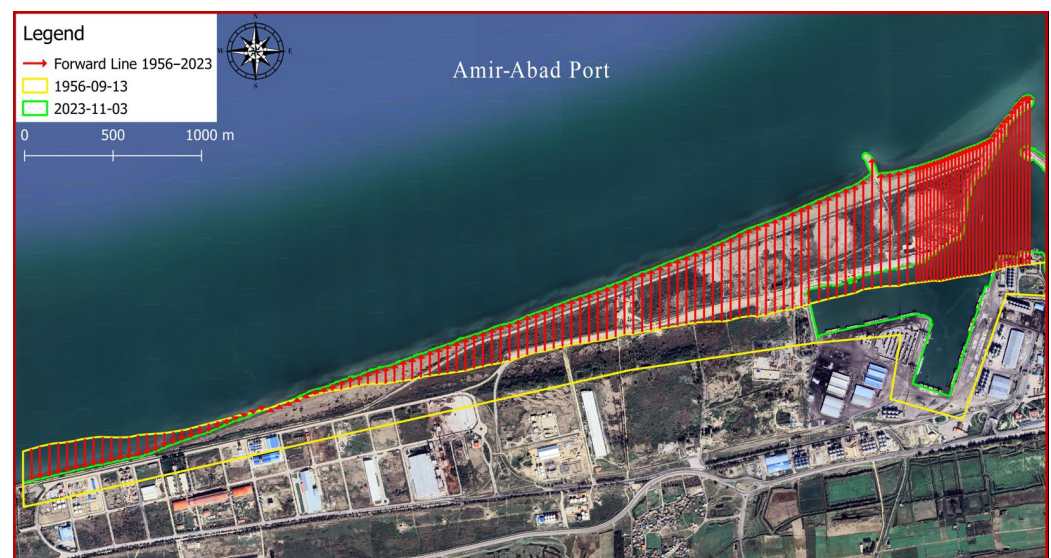 Legend
Forward Line 1956–2023
1956-09-13
2023-11-03
0 500 1000 m
N
W E
S
Amir-Abad Port